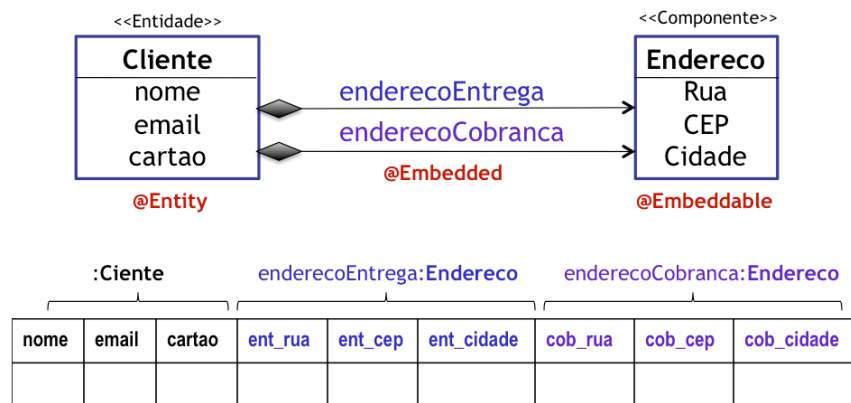 <<Entidade>>
<<Componente>>
Cliente
Endereco
nome
enderecoEntrega
Rua
email
enderecoCobranca
CEP
cartao
Cidade
@Embedded
@Entity
@Embeddable
:Ciente
enderecoEntrega:Endereco
enderecoCobranca:Endereco
nome email cartao ent_rua ent_cep ent_cidade cob_rua cob_cep cob_cidade